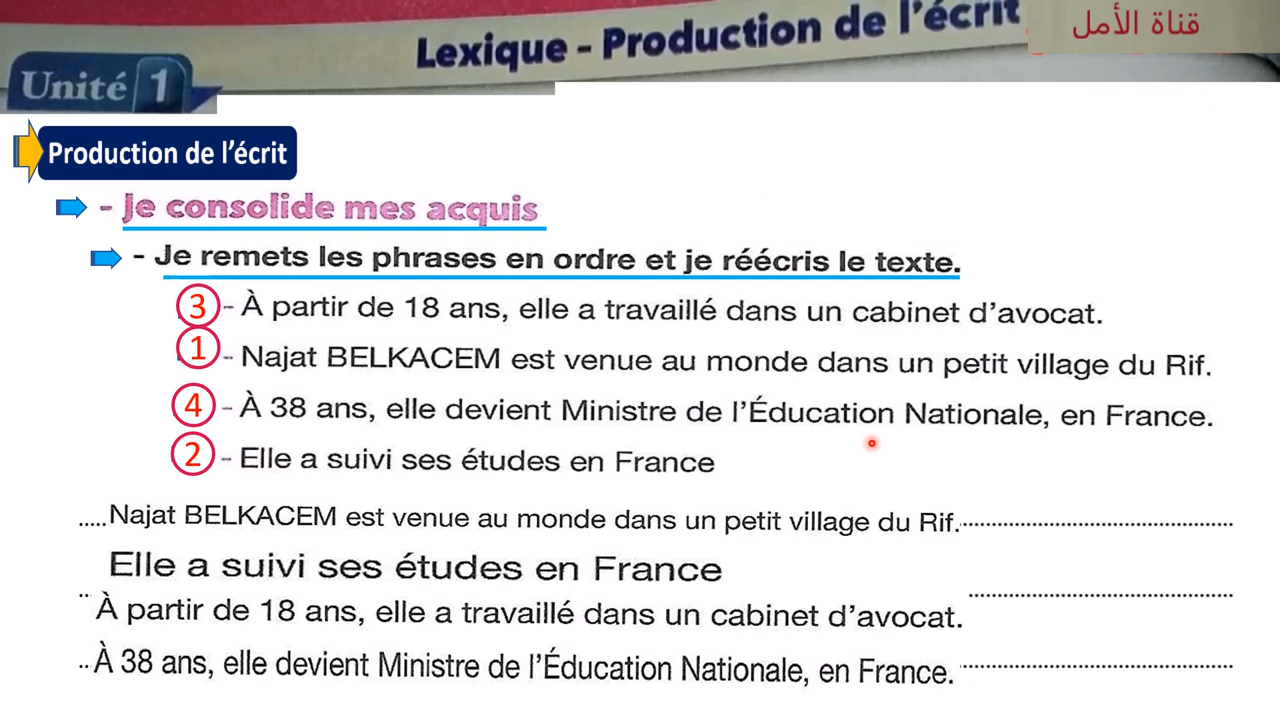 Lexique - Production de l'écrit
قناة الأمل
Unité 1
Production de l'écrit
- Je consolide mes acquis
- Je remets les phrases en ordre et je réécris le texte.
3 - À partir de 18 ans, elle a travaillé dans un cabinet d'avocat.
1 - Najat BELKACEM est venue au monde dans un petit village du Rif.
4 - À 38 ans, elle devient Ministre de l'Éducation Nationale, en France.
2 - Elle a suivi ses études en France
Najat BELKACEM est venue au monde dans un petit village du Rif.
Elle a suivi ses études en France
À partir de 18 ans, elle a travaillé dans un cabinet d'avocat.
À 38 ans, elle devient Ministre de l'Éducation Nationale, en France.